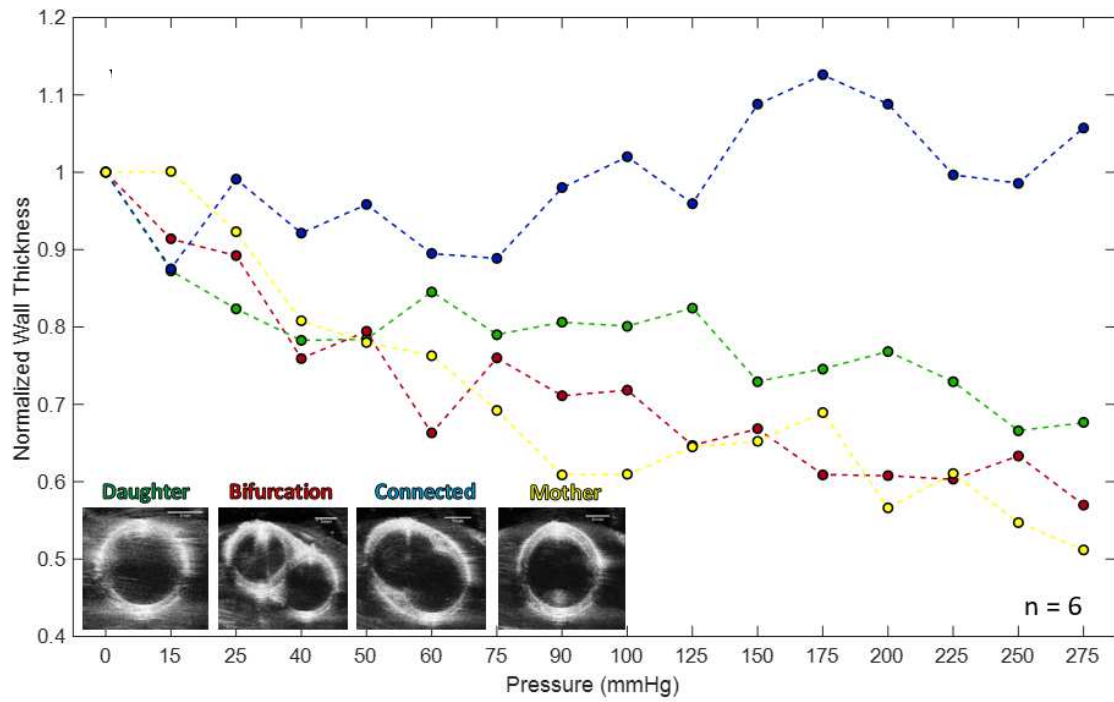 1.2
1.1
1
0.9
0.8
0.7
0.6
0.5
0.4
Normalized Wall Thickness
Daughter Bifurcation Connected Mother
n = 6
0 15 25 40 50 60 75 90 100 125 150 175 200 225 250 275
Pressure (mmHg)